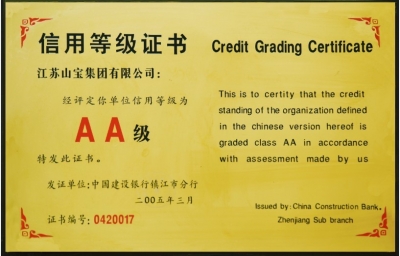 信用等级证书
江苏山宝集团有限公司：
经评定你单位信用等级为
AA级
特发此证书。
发证单位：中国建设银行镇江市分行
二00五年三月
证书编号：0420017
Credit Grading Certificate
This is to certity that the credit
standing of the organization defined
in the chinese version hereof is
graded class AA in accordance
with assessment made by us
Issued by: China Construction Bank,
Zhenjiang Sub branch